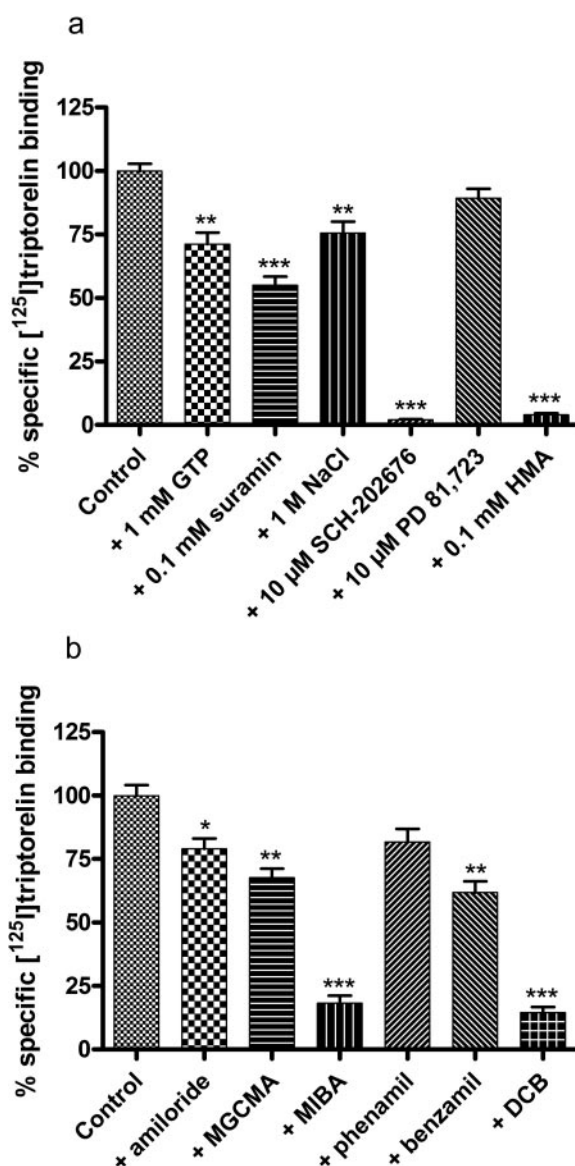 a
% specific [¹²⁵I]triptorelin binding
125
100
75
50
25
0
**
***
**
***
***
Control
+ 1 mM GTP
+ 0.1 mM suramin
+ 1 M NaCl
+ 10 µM SCH-202676
+ 10 µM PD 81,723
+ 0.1 mM HMA
b
% specific [¹²⁵I]triptorelin binding
125
100
75
50
25
0
*
**
***
**
***
Control
+ amiloride
+ MGCMA
+ MIBA
+ phenamil
+ benzamil
+ DCB